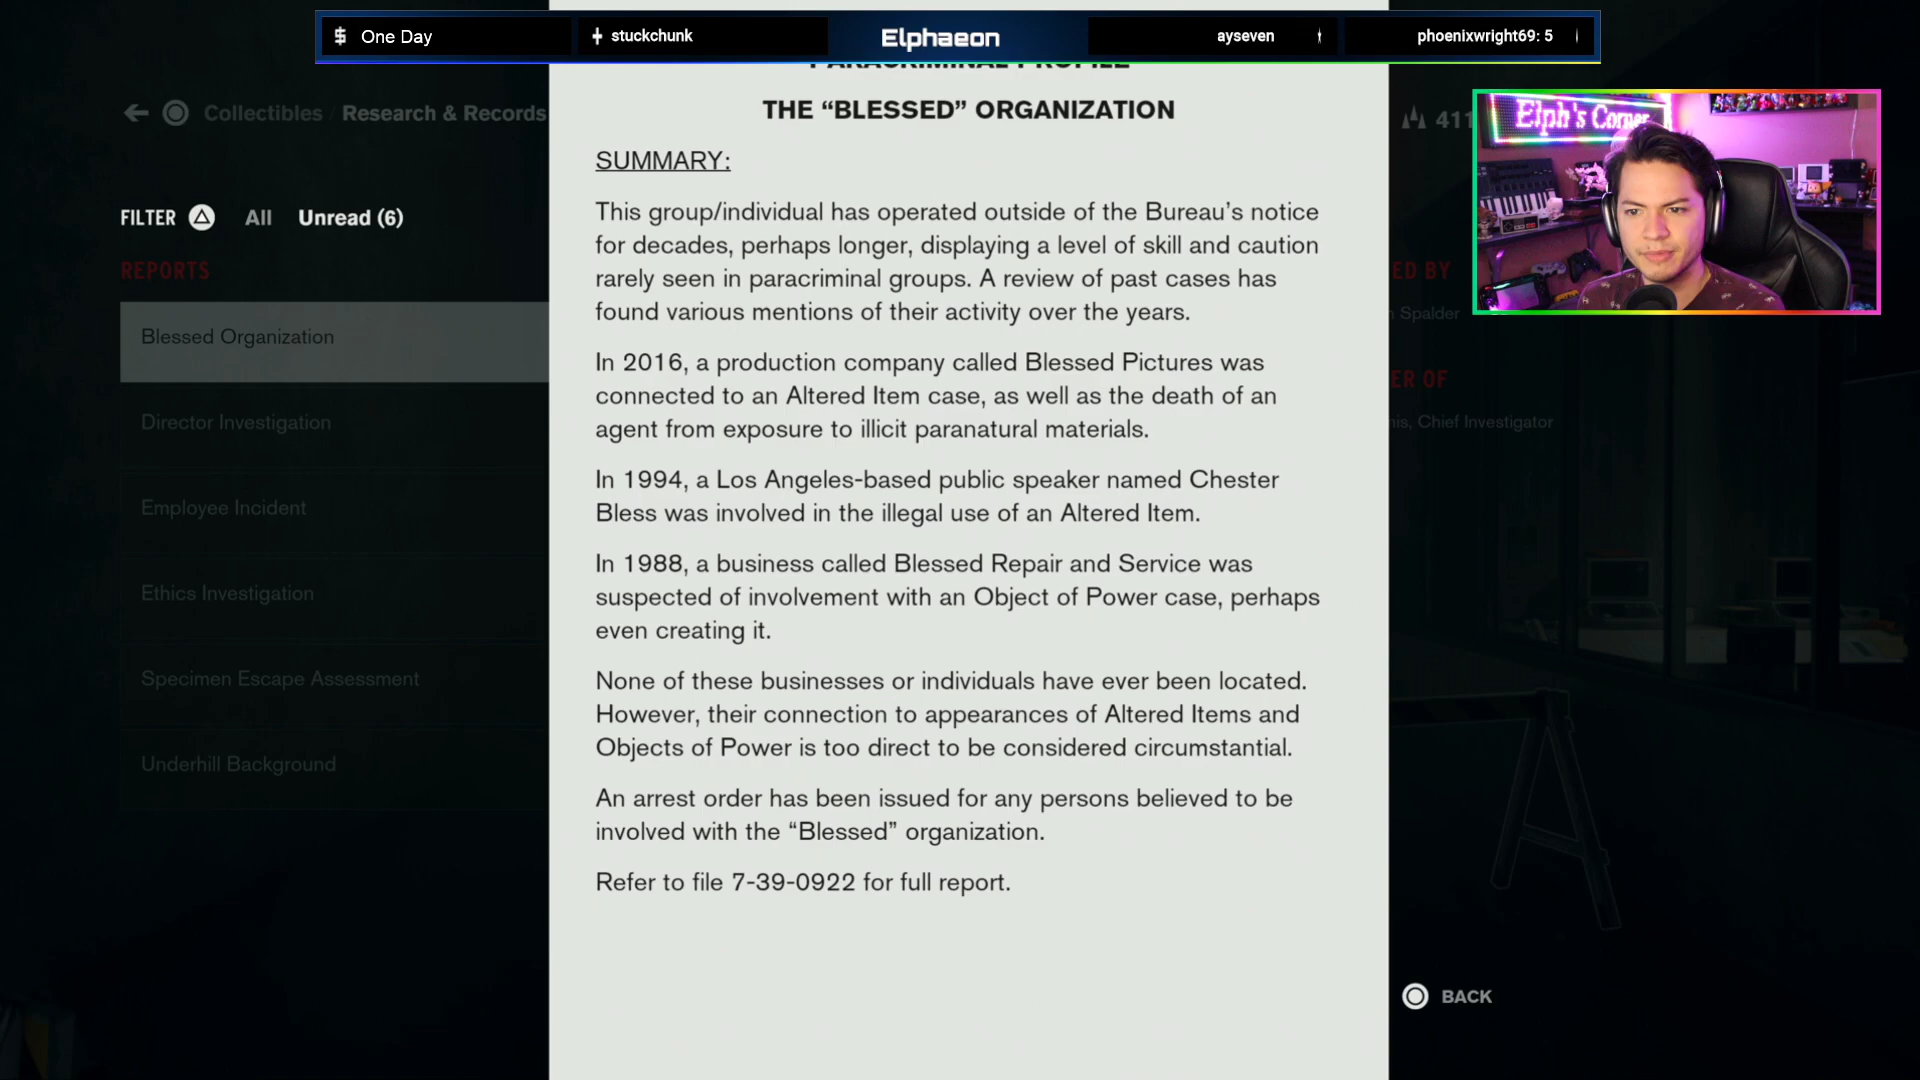 One Day
stuckchunk
Elphaeon
ayseven
phoenixwright69: 5
PARACRIMINAL PROFILE
THE “BLESSED” ORGANIZATION
Collectibles / Research & Records
411
Elph's Corner
FILTER All Unread (6)
REPORTS
Blessed Organization
Director Investigation
Employee Incident
Ethics Investigation
Specimen Escape Assessment
Underhill Background
SUMMARY:
This group/individual has operated outside of the Bureau’s notice
for decades, perhaps longer, displaying a level of skill and caution
rarely seen in paracriminal groups. A review of past cases has
found various mentions of their activity over the years.
In 2016, a production company called Blessed Pictures was
connected to an Altered Item case, as well as the death of an
agent from exposure to illicit paranatural materials.
In 1994, a Los Angeles-based public speaker named Chester
Bless was involved in the illegal use of an Altered Item.
In 1988, a business called Blessed Repair and Service was
suspected of involvement with an Object of Power case, perhaps
even creating it.
None of these businesses or individuals have ever been located.
However, their connection to appearances of Altered Items and
Objects of Power is too direct to be considered circumstantial.
An arrest order has been issued for any persons believed to be
involved with the “Blessed” organization.
Refer to file 7-39-0922 for full report.
ED BY
Spalder
ER OF
nis, Chief Investigator
BACK